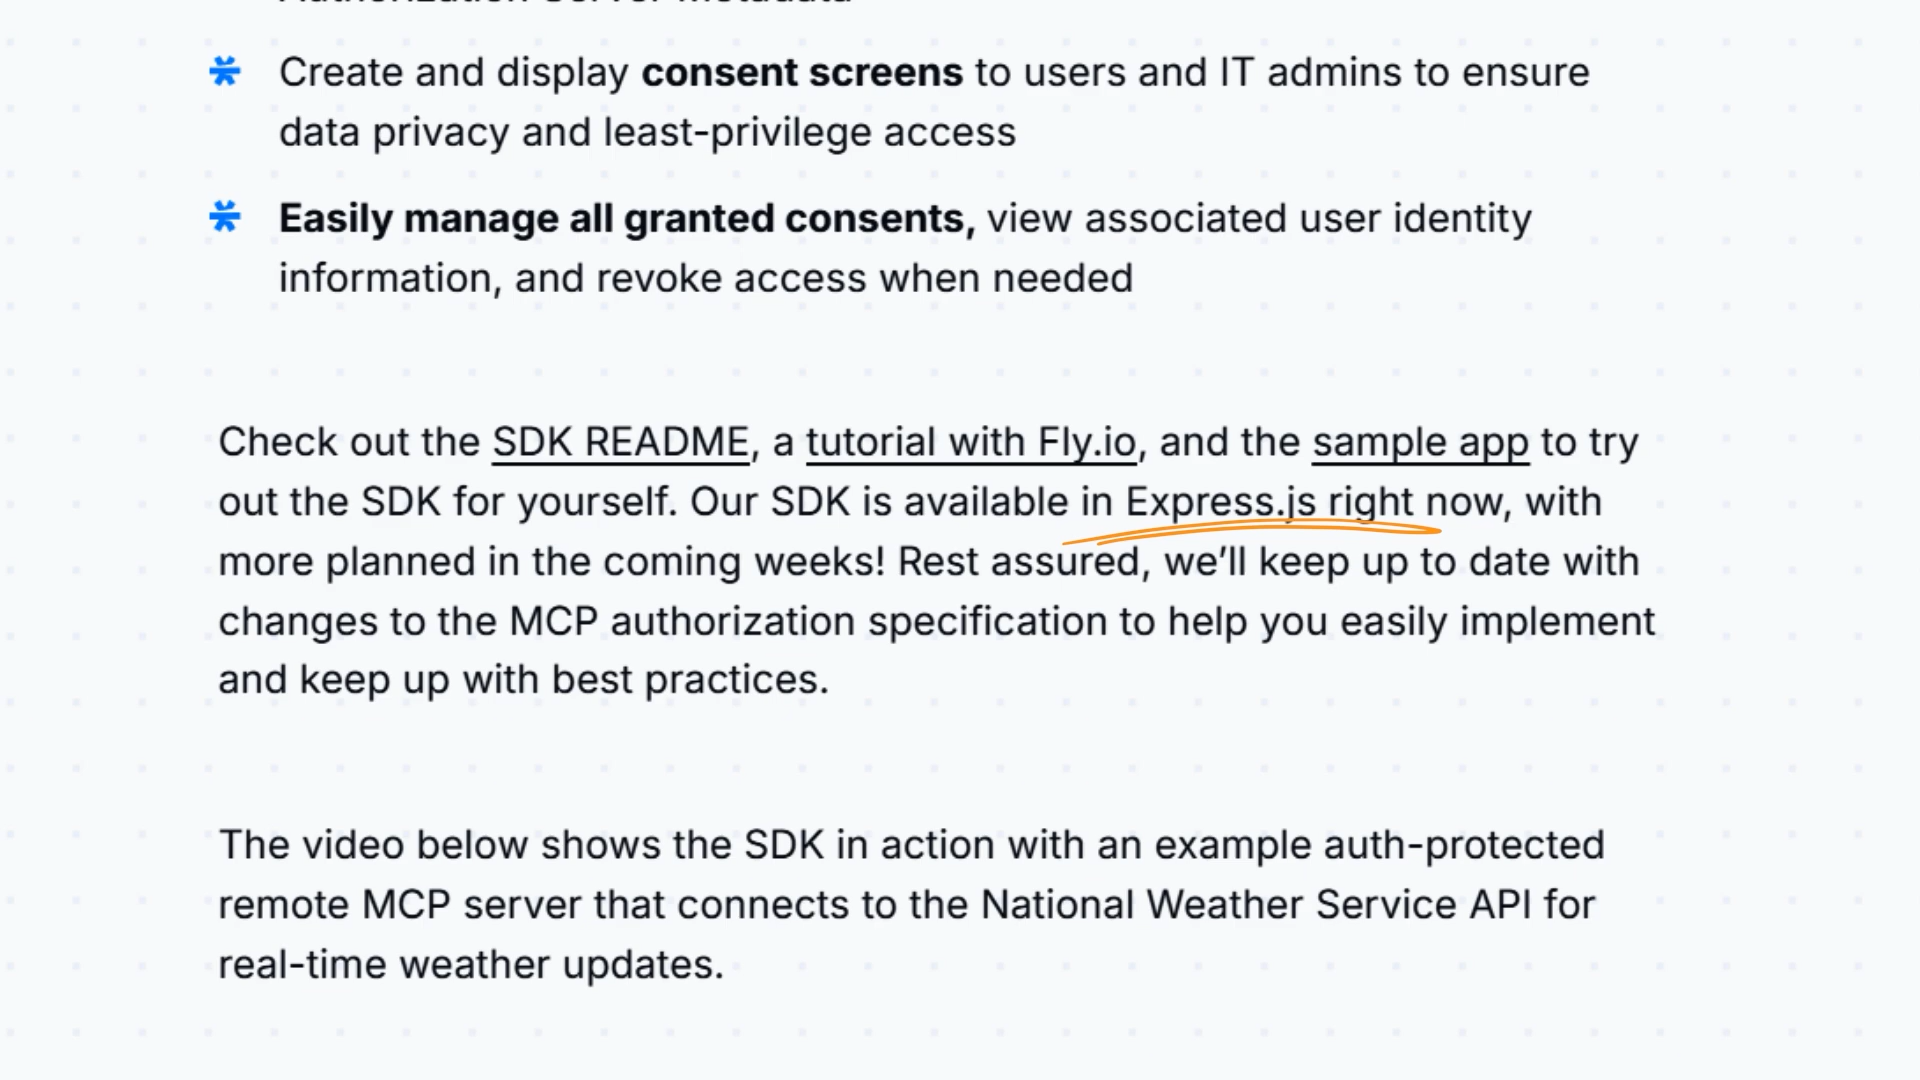 Authorization Server Metadata
Create and display consent screens to users and IT admins to ensure
data privacy and least-privilege access
Easily manage all granted consents, view associated user identity
information, and revoke access when needed
Check out the SDK README, a tutorial with Fly.io, and the sample app to try
out the SDK for yourself. Our SDK is available in Express.js right now, with
more planned in the coming weeks! Rest assured, we’ll keep up to date with
changes to the MCP authorization specification to help you easily implement
and keep up with best practices.
The video below shows the SDK in action with an example auth-protected
remote MCP server that connects to the National Weather Service API for
real-time weather updates.